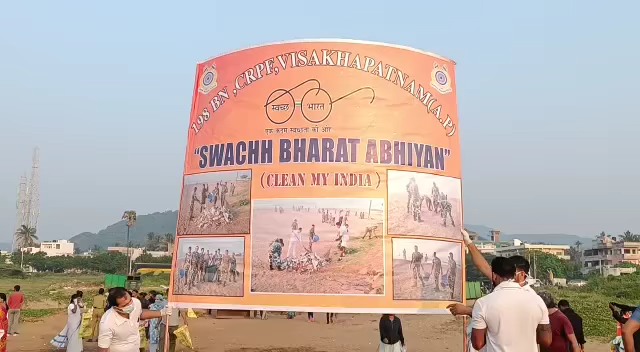 198 BN ,CRPF,VISAKHAPATNAM(A.P)
स्वच्छ भारत
एक कदम स्वच्छता की ओर
"SWACHH BHARAT ABHIYAN"
(CLEAN MY INDIA)